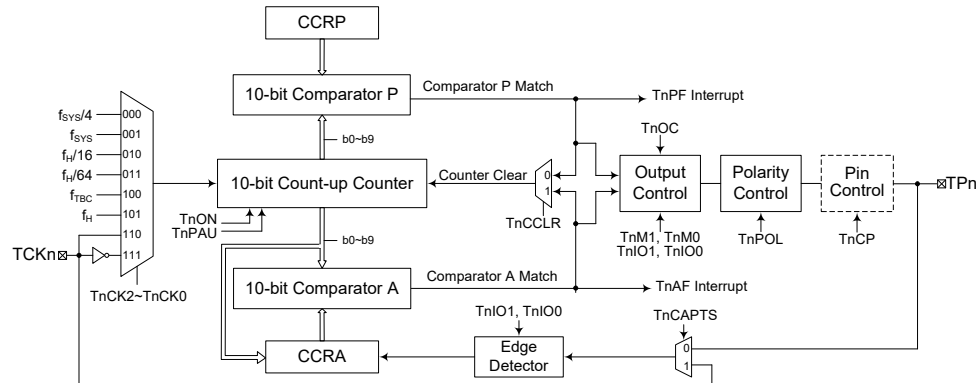 CCRP
10-bit Comparator P
Comparator P Match
TnPF Interrupt
fSYS/4 000
fSYS 001
fH/16 010
fH/64 011
fTBC 100
fH 101
110
111
TCKn
TnCK2~TnCK0
b0~b9
10-bit Count-up Counter
TnON
TnPAU
Counter Clear
0
1
TnCCLR
TnOC
Output
Control
TnM1, TnM0
TnIO1, TnIO0
Polarity
Control
TnPOL
Pin
Control
TnCP
TPn
b0~b9
10-bit Comparator A
Comparator A Match
TnAF Interrupt
CCRA
TnIO1, TnIO0
Edge
Detector
TnCAPTS
0
1